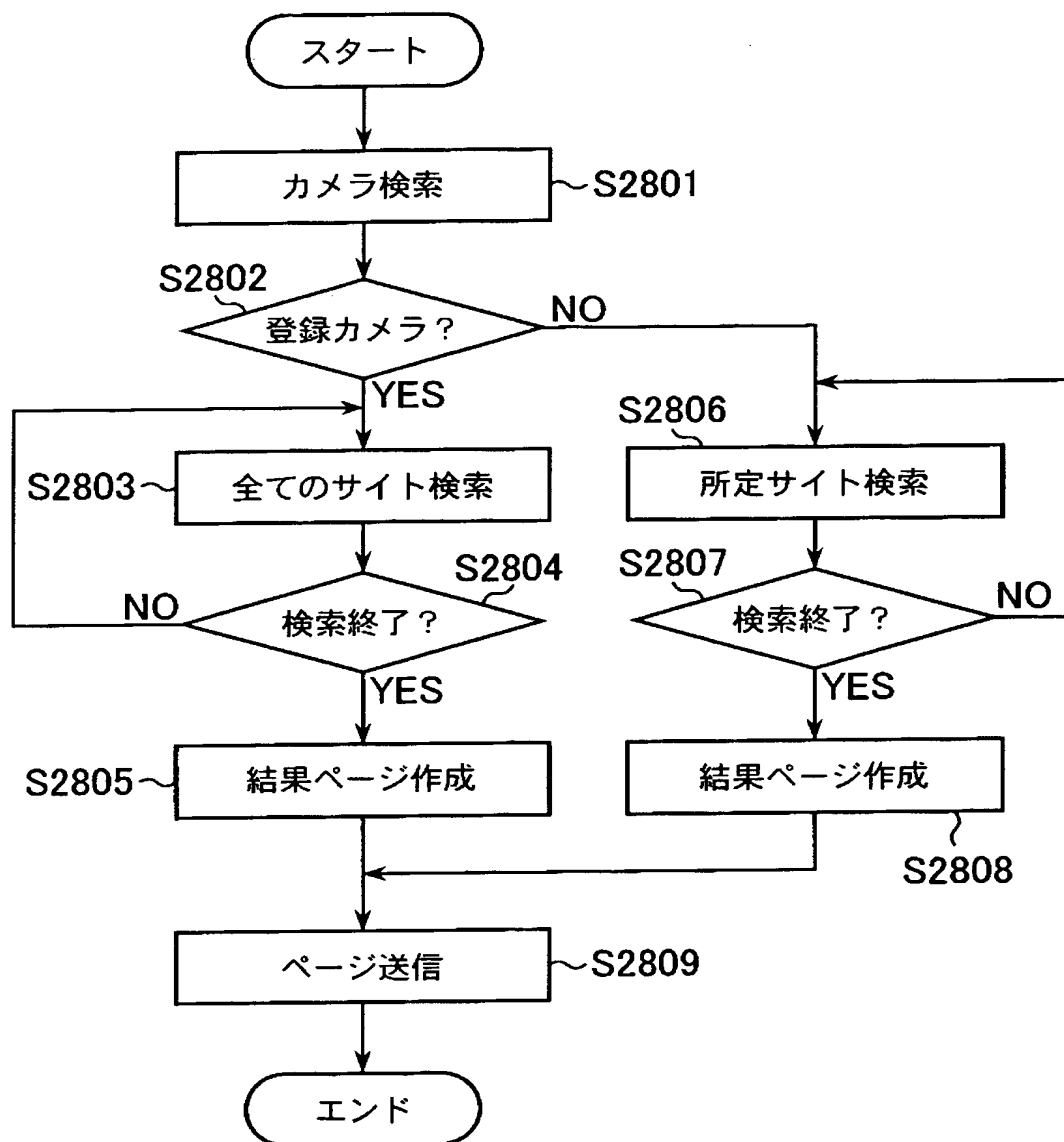 スタート
カメラ検索
S2801
S2802
登録カメラ？
NO
YES
S2803
全てのサイト検索
S2804
検索終了？
NO
YES
S2805
結果ページ作成
S2806
所定サイト検索
S2807
検索終了？
NO
YES
結果ページ作成
S2808
ページ送信
S2809
エンド